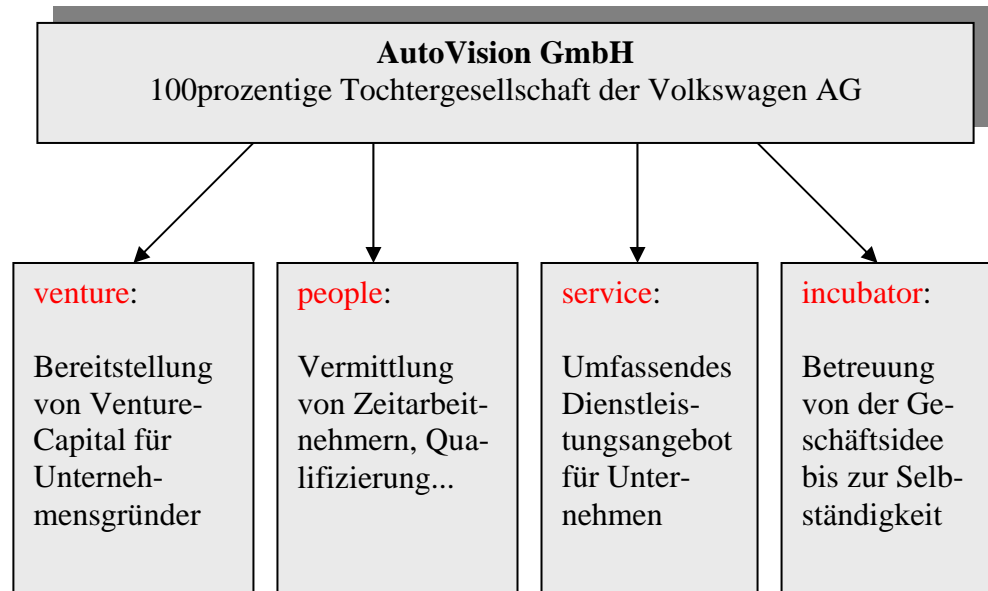 AutoVision GmbH
100prozentige Tochtergesellschaft der Volkswagen AG
venture:
Bereitstellung
von Venture-
Capital für
Unterneh-
mensgründer
people:
Vermittlung
von Zeitarbeit-
nehmern, Qua-
lifizierung...
service:
Umfassendes
Dienstleis-
tungsangebot
für Unter-
nehmen
incubator:
Betreuung
von der Ge-
schäftsidee
bis zur Selb-
ständigkeit